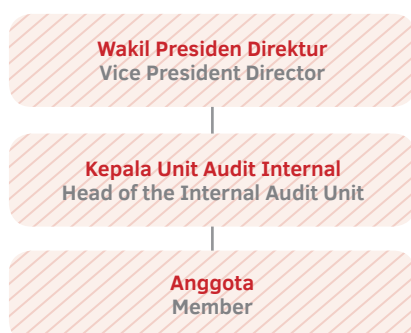 Wakil Presiden Direktur
Vice President Director
Kepala Unit Audit Internal
Head of the Internal Audit Unit
Anggota
Member